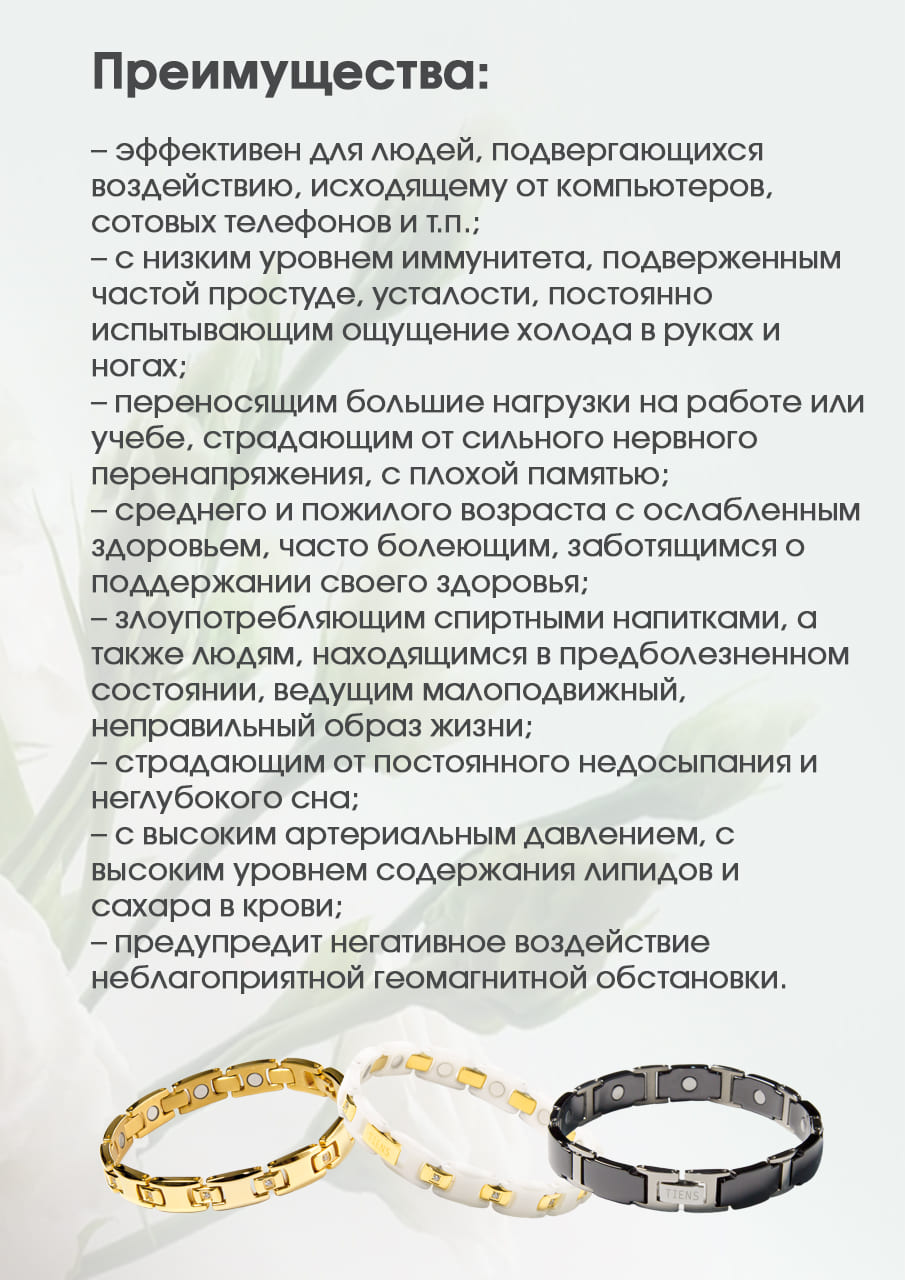 Преимущества:
– эффективен для людей, подвергающихся
воздействию, исходящему от компьютеров,
сотовых телефонов и т.п.;
– с низким уровнем иммунитета, подверженным
частой простуде, усталости, постоянно
испытывающим ощущение холода в руках и
ногах;
– переносящим большие нагрузки на работе или
учебе, страдающим от сильного нервного
перенапряжения, с плохой памятью;
– среднего и пожилого возраста с ослабленным
здоровьем, часто болеющим, заботящимся о
поддержании своего здоровья;
– злоупотребляющим спиртными напитками, а
также людям, находящимся в предболезненном
состоянии, ведущим малоподвижный,
неправильный образ жизни;
– страдающим от постоянного недосыпания и
неглубокого сна;
– с высоким артериальным давлением, с
высоким уровнем содержания липидов и
сахара в крови;
– предупредит негативное воздействие
неблагоприятной геомагнитной обстановки.
TIENS
TIENS